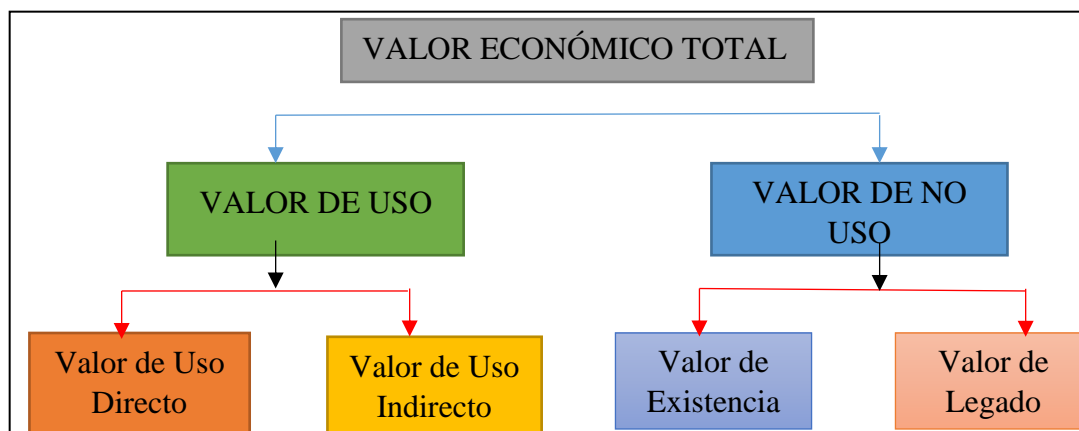 VALOR ECONÓMICO TOTAL
VALOR DE USO
VALOR DE NO
USO
Valor de Uso
Directo
Valor de Uso
Indirecto
Valor de
Existencia
Valor de
Legado